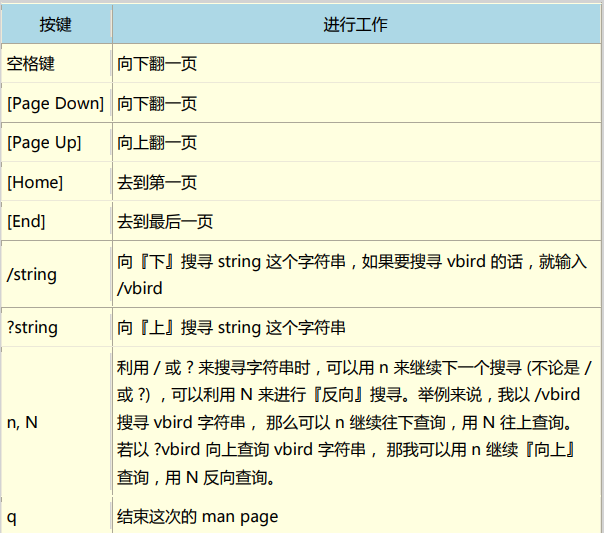 按键 进行工作
空格键 向下翻一页
[Page Down] 向下翻一页
[Page Up] 向上翻一页
[Home] 去到第一页
[End] 去到最后一页
/string 向『下』搜寻 string 这个字符串，如果要搜寻 vbird 的话，就输入
/vbird
?string 向『上』搜寻 string 这个字符串
n, N 利用 / 或 ? 来搜寻字符串时，可以用 n 来继续下一个搜寻 (不论是 /
或 ?) ，可以利用 N 来进行『反向』搜寻。举例来说，我以 /vbird
搜寻 vbird 字符串， 那么可以 n 继续往下查询，用 N 往上查询。
若以 ?vbird 向上查询 vbird 字符串， 那我可以用 n 继续『向上』
查询，用 N 反向查询。
q 结束这次的 man page